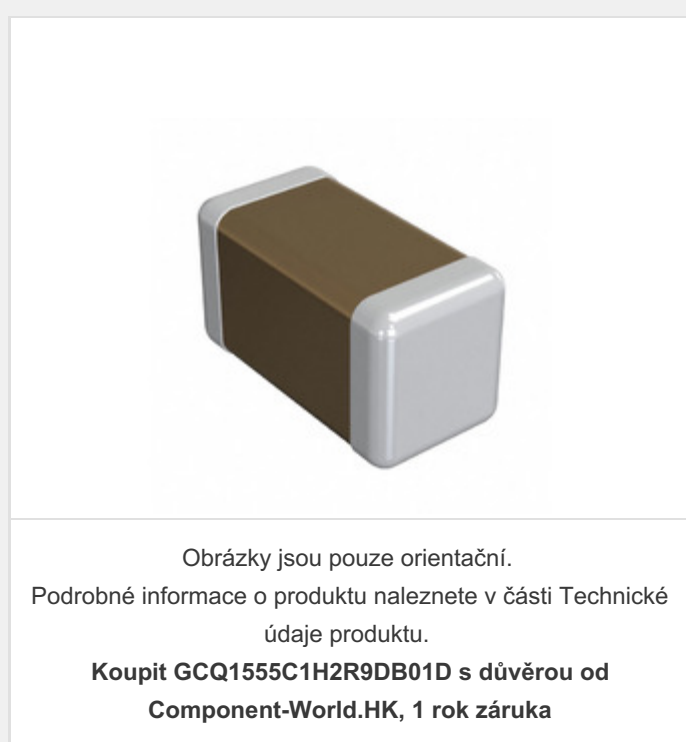 Obrázky jsou pouze orientační.
Podrobné informace o produktu naleznete v části Technické
údaje produktu.
Koupit GCQ1555C1H2R9DB01D s důvěrou od
Component-World.HK, 1 rok záruka